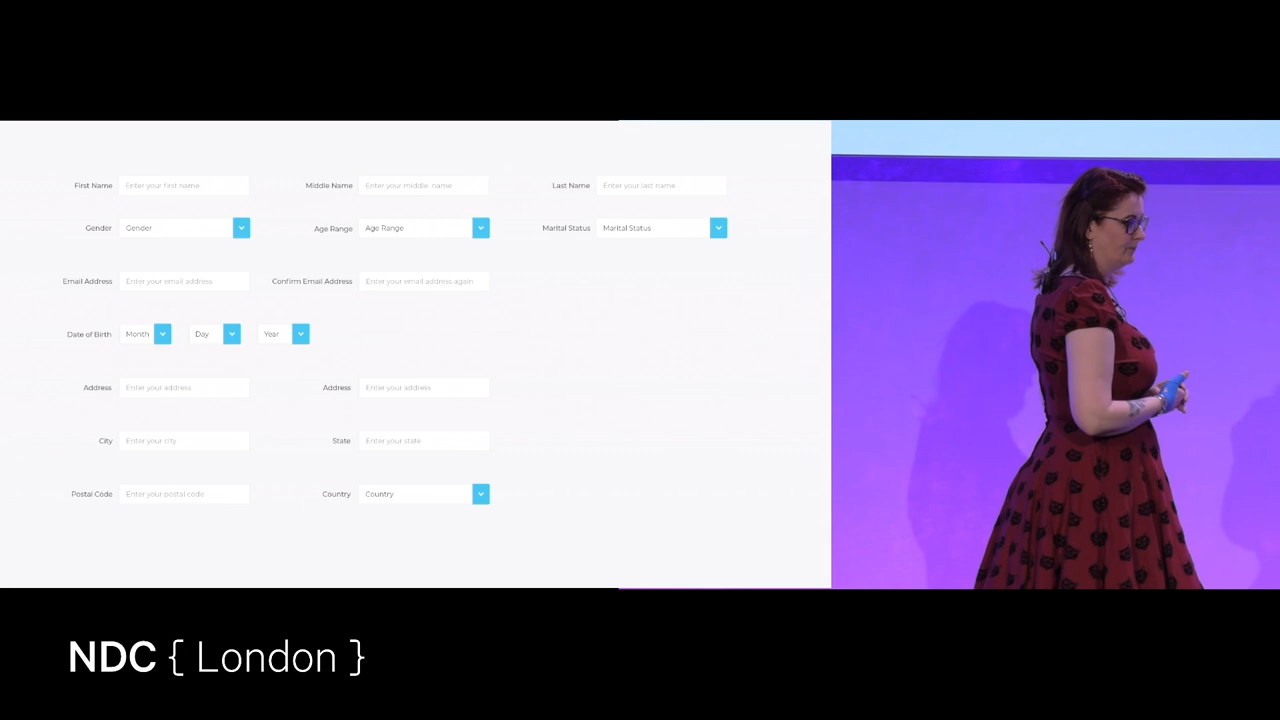 First Name Enter your first name Middle Name Enter your middle name Last Name Enter your last name
Gender Gender Age Range Age Range Marital Status Marital Status
Email Address Enter your email address Confirm Email Address Enter your email address again
Date of Birth Month Day Year
Address Enter your address Address Enter your address
City Enter your city State Enter your state
Postal Code Enter your postal code Country Country
NDC { London }